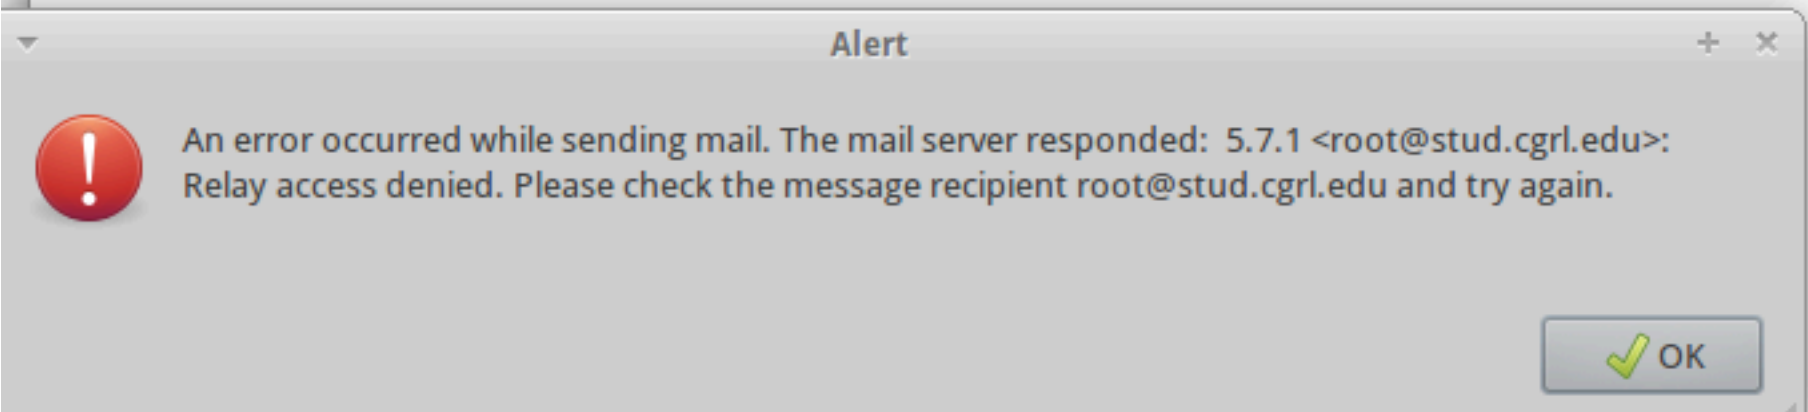 Alert
An error occurred while sending mail. The mail server responded:  5.7.1 <root@stud.cgrl.edu>:
Relay access denied. Please check the message recipient root@stud.cgrl.edu and try again.
OK